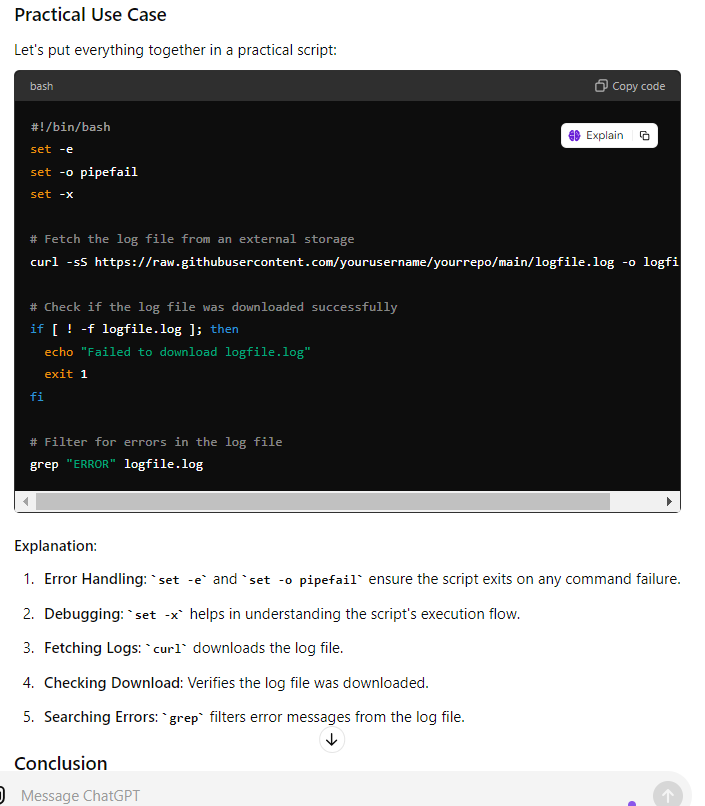 Practical Use Case
Let's put everything together in a practical script:
bash
Copy code
#!/bin/bash
Explain
set -e
set -o pipefail
set -x
# Fetch the log file from an external storage
curl -sS https://raw.githubusercontent.com/yourusername/yourrepo/main/logfile.log -o logfi
# Check if the log file was downloaded successfully
if [ ! -f logfile.log ]; then
  echo "Failed to download logfile.log"
  exit 1
fi
# Filter for errors in the log file
grep "ERROR" logfile.log
Explanation:
1. Error Handling: `set -e` and `set -o pipefail` ensure the script exits on any command failure.
2. Debugging: `set -x` helps in understanding the script's execution flow.
3. Fetching Logs: `curl` downloads the log file.
4. Checking Download: Verifies the log file was downloaded.
5. Searching Errors: `grep` filters error messages from the log file.
Conclusion
Message ChatGPT